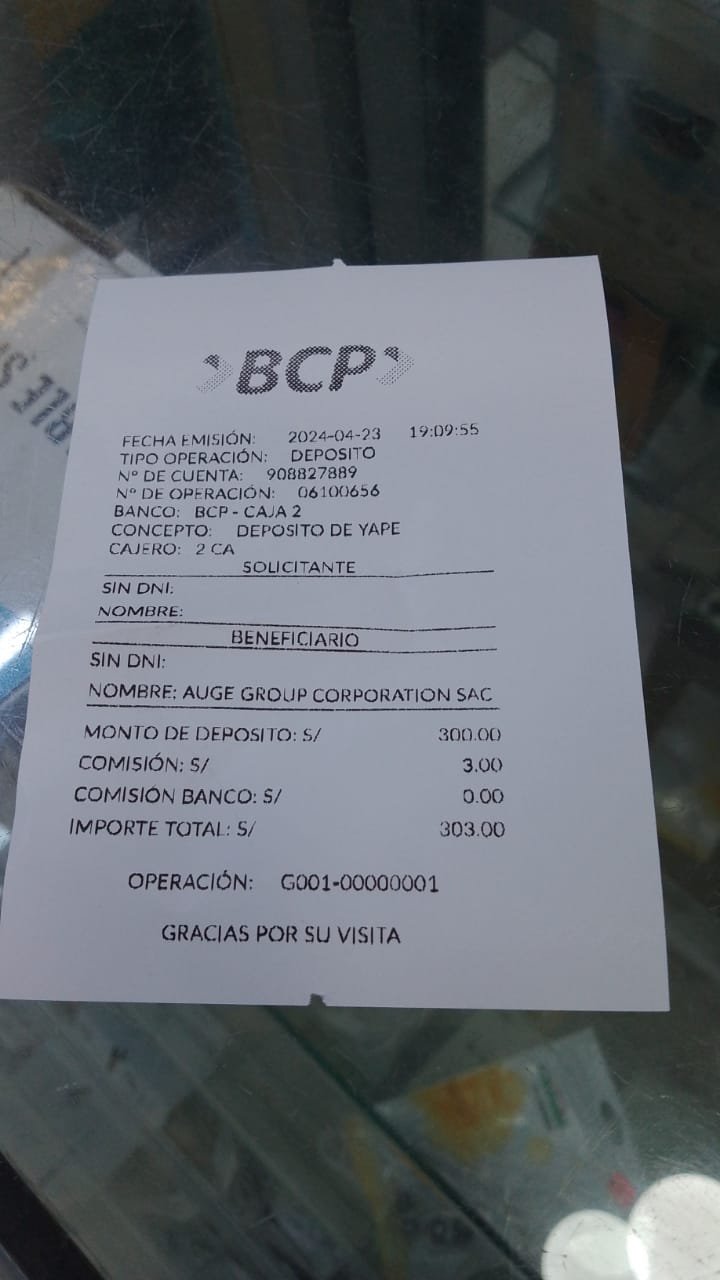 BCP
FECHA EMISIÓN: 2024-04-23 19:09:55
TIPO OPERACIÓN: DEPOSITO
Nº DE CUENTA: 908827889
Nº DE OPERACIÓN: 06100656
BANCO: BCP - CAJA 2
CONCEPTO: DEPOSITO DE YAPE
CAJERO: 2 CA
SOLICITANTE
SIN DNI:
NOMBRE:
BENEFICIARIO
SIN DNI:
NOMBRE: AUGE GROUP CORPORATION SAC
MONTO DE DEPOSITO: S/ 300.00
COMISIÓN: S/ 3.00
COMISIÓN BANCO: S/ 0.00
IMPORTE TOTAL: S/ 303.00
OPERACIÓN: G001-00000001
GRACIAS POR SU VISITA